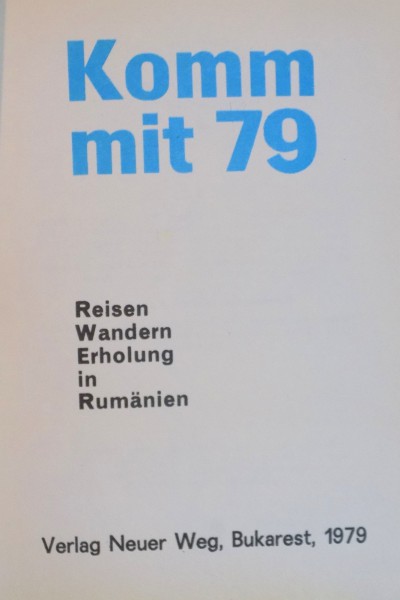 Komm
mit 79
Reisen
Wandern
Erholung
in
Rumänien
Verlag Neuer Weg, Bukarest, 1979